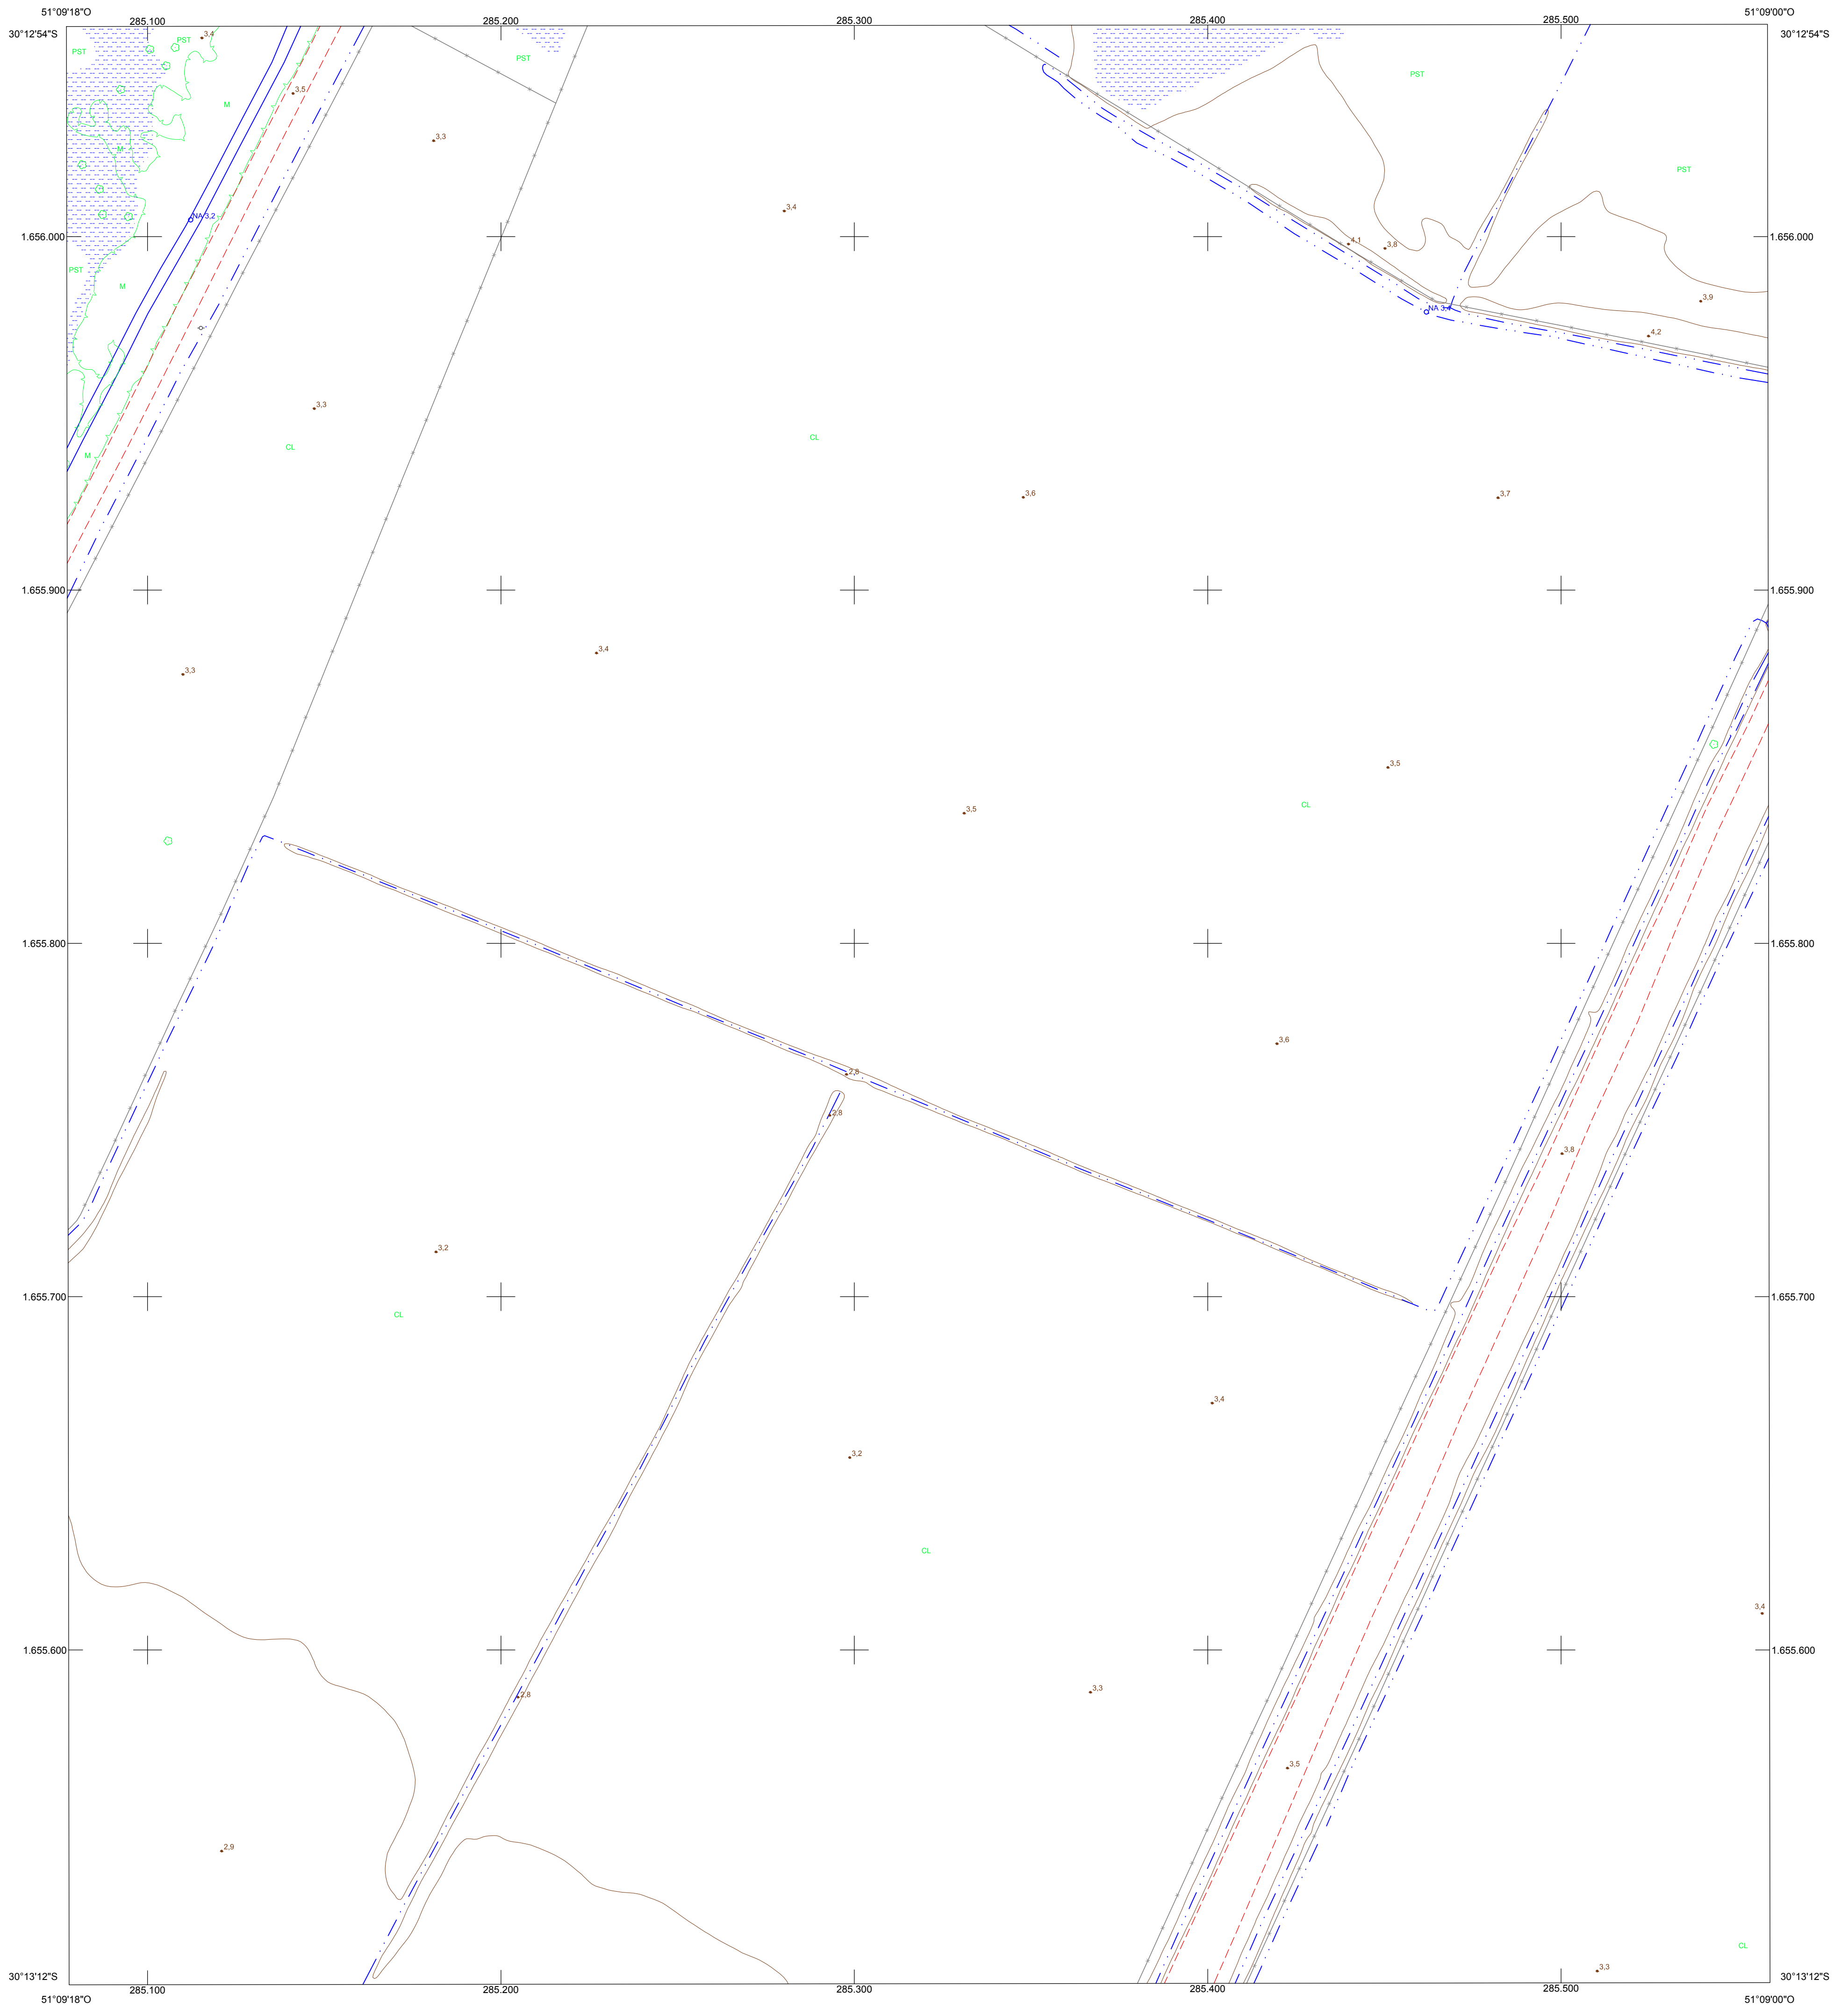 51°09'18"O
285.100
285.200
285.300
285.400
285.500
51°09'00"O
30°12'54"S
30°12'54"S
3,4
PST
PST
PST
PST
3,5
M
3,3
M
PST
3,4
NA 3,2
1.656.000
4,1
3,8
1.656.000
PST
M
3,9
NA 3,4
4,2
3,3
CL
CL
M
3,6
3,7
1.655.900
1.655.900
3,4
3,3
3,5
CL
3,5
1.655.800
1.655.800
3,6
2,8
2,8
3,8
3,2
1.655.700
1.655.700
CL
3,4
3,2
CL
3,4
1.655.600
1.655.600
2,8
3,3
3,5
2,9
CL
3,3
30°13'12"S
30°13'12"S
285.100
285.200
285.300
285.400
285.500
51°09'18"O
51°09'00"O